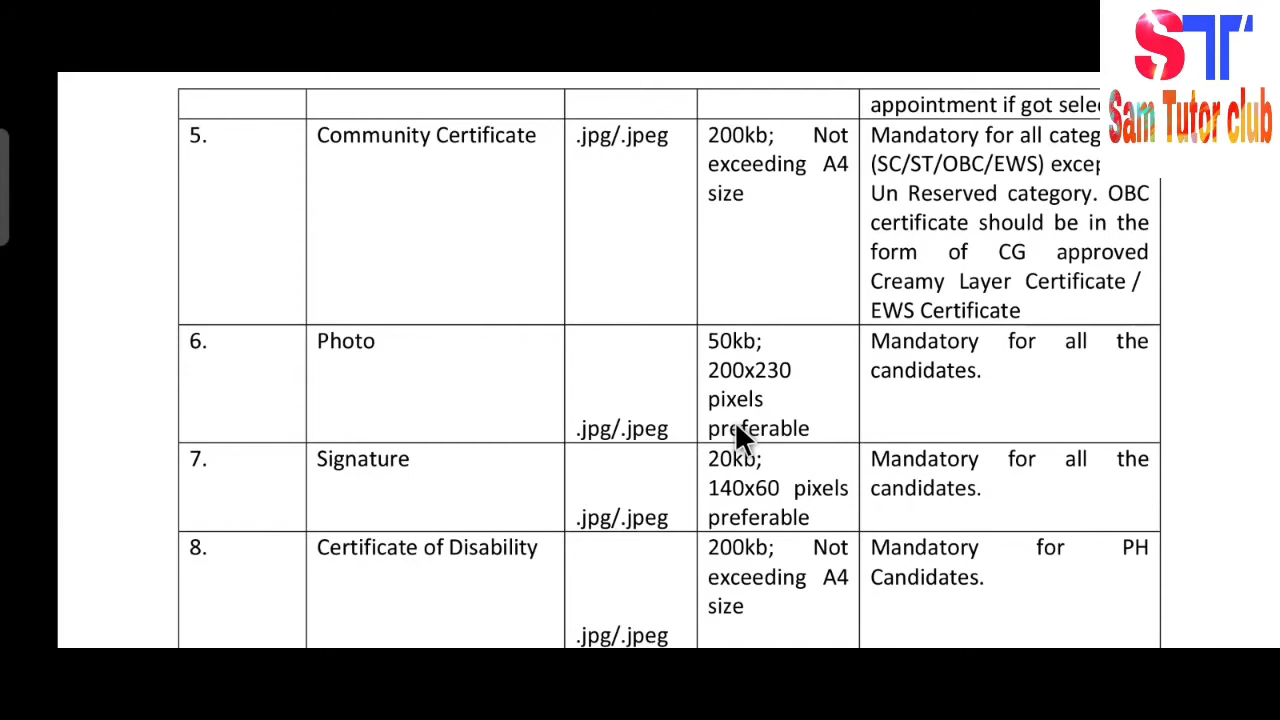 ST
Sam Tutor club
appointment if got
5. Community Certificate .jpg/.jpeg 200kb; Not Mandatory for all
exceeding A4 (SC/ST/OBC/EWS)
size Un Reserved category. OBC
certificate should be in the
form of CG approved
Creamy Layer Certificate /
EWS Certificate
6. Photo 50kb; Mandatory for all the
200x230 candidates.
pixels
.jpg/.jpeg preferable
7. Signature 20kb; Mandatory for all the
140x60 pixels candidates.
.jpg/.jpeg preferable
8. Certificate of Disability 200kb; Not Mandatory for PH
exceeding A4 Candidates.
size
.jpg/.jpeg